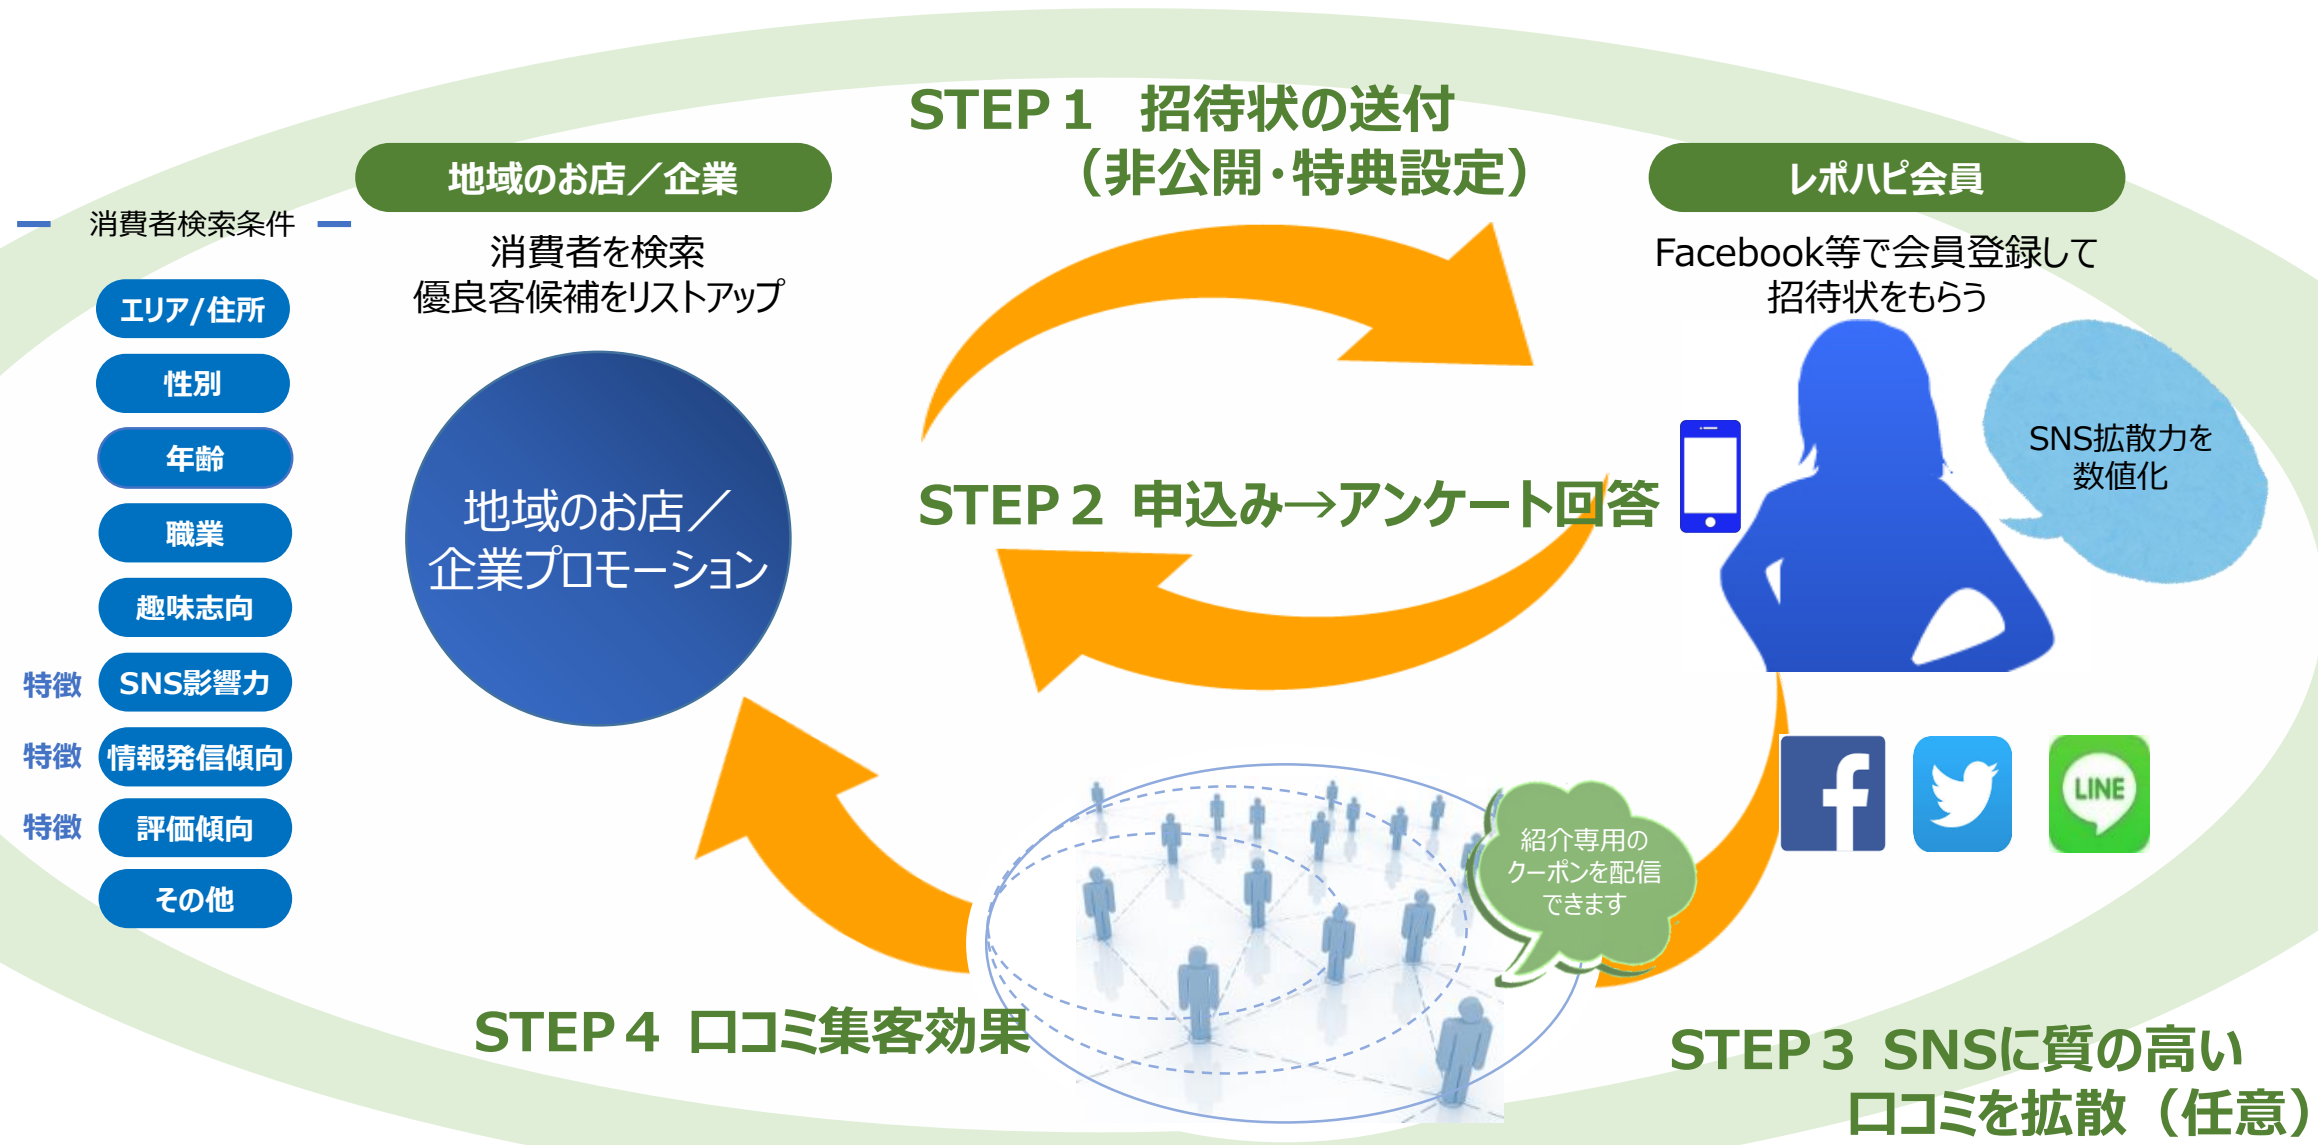 STEP１ 招待状の送付
（非公開・特典設定）
地域のお店／企業
消費者を検索
優良客候補をリストアップ
レポハピ会員
Facebook等で会員登録して
招待状をもらう
消費者検索条件
エリア/住所
性別
年齢
職業
趣味志向
特徴 SNS影響力
特徴 情報発信傾向
特徴 評価傾向
その他
地域のお店／
企業プロモーション
STEP２ 申込み→アンケート回答
SNS拡散力を
数値化
LINE
紹介専用の
クーポンを配信
できます
STEP４ 口コミ集客効果
STEP３ SNSに質の高い
口コミを拡散（任意）